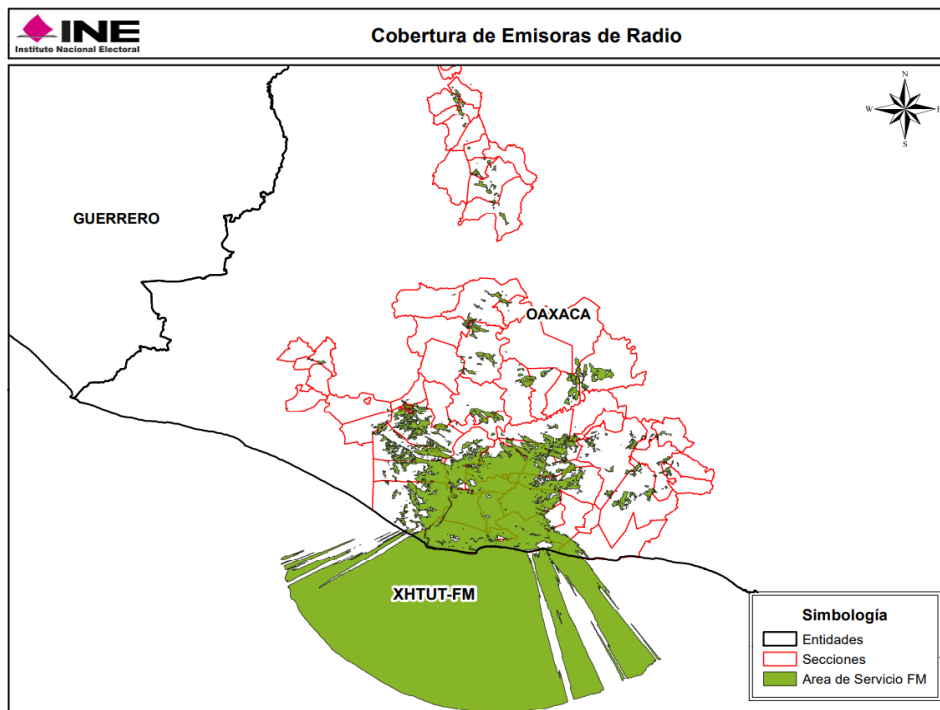 INE
Instituto Nacional Electoral
Cobertura de Emisoras de Radio
N
W
E
S
GUERRERO
OAXACA
XHTUT-FM
Simbología
Entidades
Secciones
Area de Servicio FM